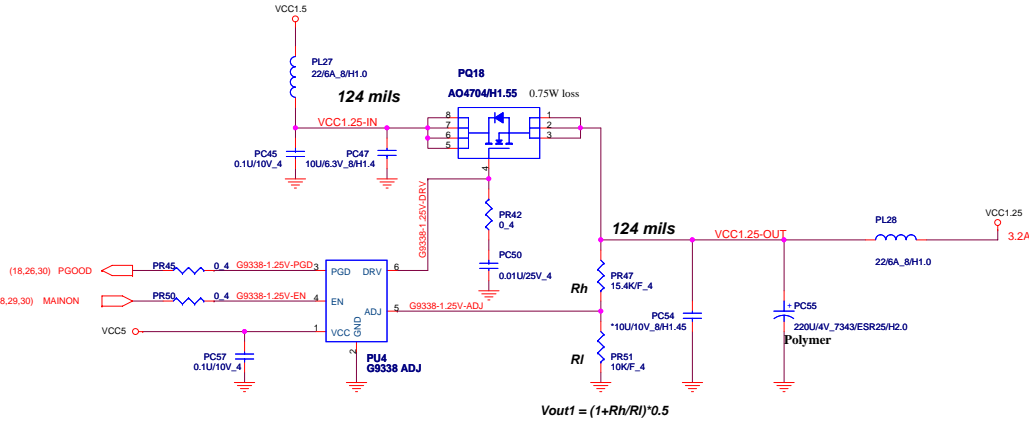 VCC1.5
PL27
22/6A_8/H1.0
124 mils
VCC1.25-IN
PC45
0.1U/10V_4
PC47
10U/6.3V_8/H1.4
PQ18
AO4704/H1.55
0.75W loss
8
7
6
5
1
2
3
4
G9338-1.25V-DRV
PR42
0_4
PC50
0.01U/25V_4
124 mils
VCC1.25-OUT
PL28
22/6A_8/H1.0
VCC1.25
3.2A
(18,26,30) PGOOD
PR45
0_4
G9338-1.25V-PGD
3
PGD
DRV
6
8,29,30) MAINON
PR50
0_4
G9338-1.25V-EN
4
EN
ADJ
5
G9338-1.25V-ADJ
VCC5
1
VCC
GND
2
PC57
0.1U/10V_4
PU4
G9338 ADJ
Rh
PR47
15.4K/F_4
Rl
PR51
10K/F_4
PC54
*10U/10V_8/H1.45
+
PC55
220U/4V_7343/ESR25/H2.0
Polymer
Vout1 = (1+Rh/Rl)*0.5